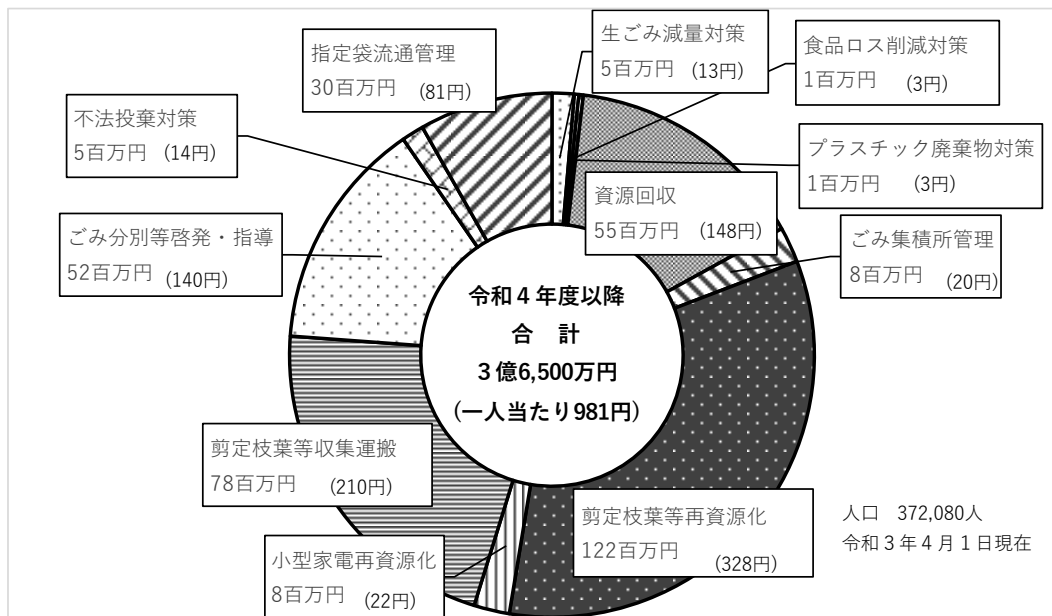 生ごみ減量対策
5百万円 (13円)
食品ロス削減対策
1百万円 (3円)
プラスチック廃棄物対策
1百万円 (3円)
資源回収
55百万円 (148円)
ごみ集積所管理
8百万円 (20円)
剪定枝葉等再資源化
122百万円 (328円)
小型家電再資源化
8百万円 (22円)
剪定枝葉等収集運搬
78百万円 (210円)
ごみ分別等啓発・指導
52百万円 (140円)
不法投棄対策
5百万円 (14円)
指定袋流通管理
30百万円 (81円)
令和4年度以降
合 計
3億6,500万円
(一人当たり981円)
人口 372,080人
令和3年4月1日現在